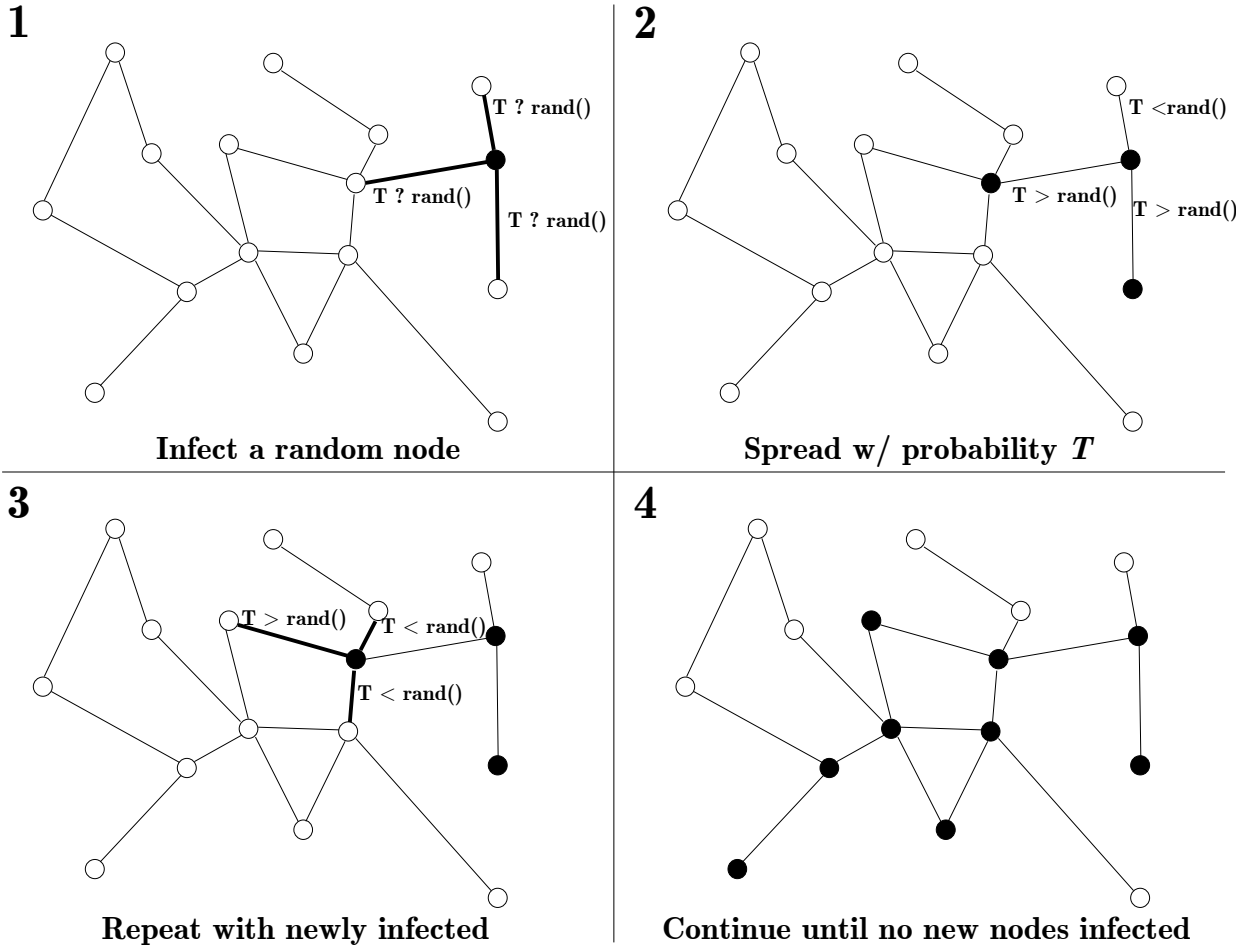 1
T ? rand()
T ? rand()
T ? rand()
Infect a random node
2
T <rand()
T > rand()
T > rand()
Spread w/ probability T
3
T > rand()
T < rand()
T < rand()
Repeat with newly infected
4
Continue until no new nodes infected